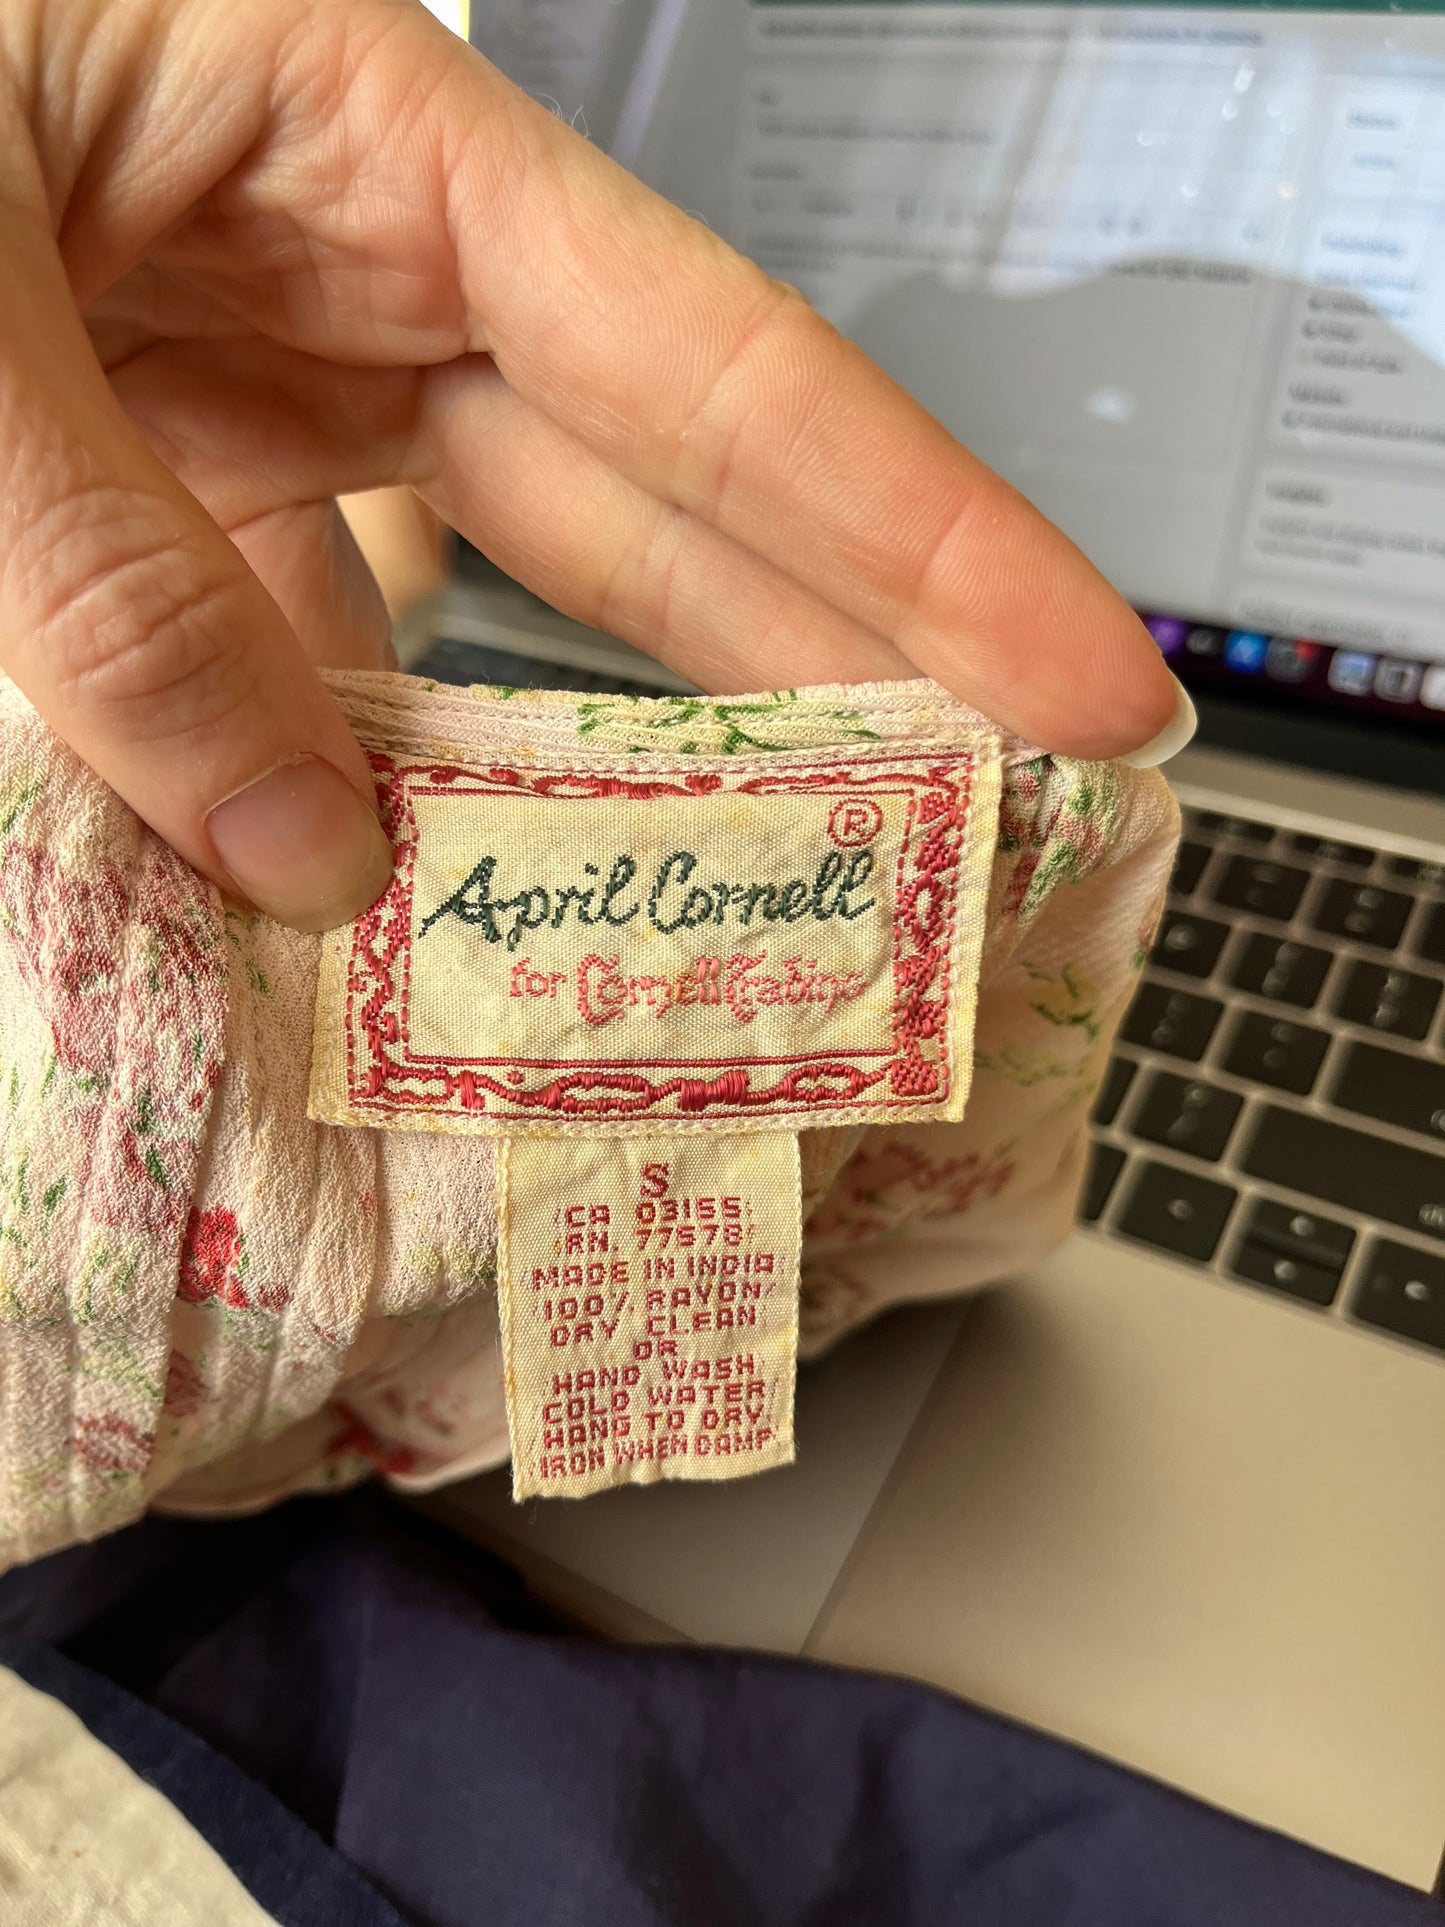 ®
April Cornell
for Cornell Trading
S
CA 03155
RN. 77578
MADE IN INDIA
100% RAYON
DRY CLEAN
OR
HAND WASH
COLD WATER
HANG TO DRY
IRON WHEN DAMP